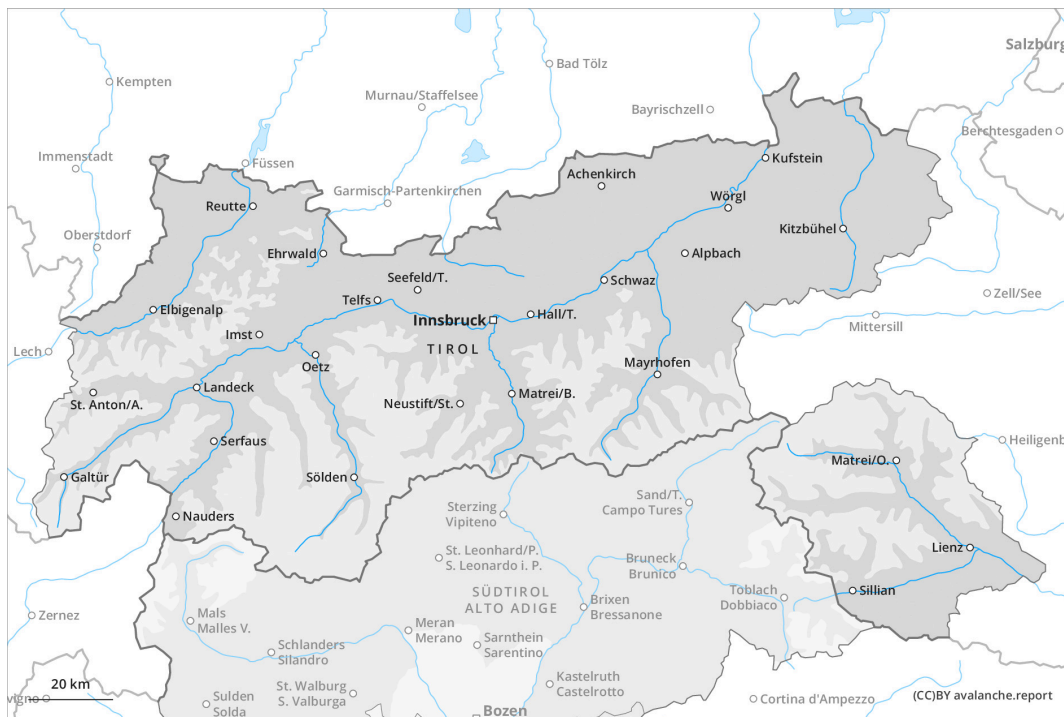 Salzburg
Kempten
Bad Tölz
Murnau/Staffelsee
Bayrischzell
Berchtesgaden
Immenstadt
Füssen
Kufstein
Achenkirch
Garmisch-Partenkirchen
Reutte
Wörgl
Oberstdorf
Kitzbühel
Ehrwald
Alpbach
Seefeld/T.
Schwaz
Zell/See
Telfs
Elbigenalp
Innsbruck
Hall/T.
Mittersill
Imst
TIROL
Lech
Oetz
Mayrhofen
Landeck
St. Anton/A.
Neustift/St.
Matrei/B.
Serfaus
Heiligenb
Matrei/O.
Galtür
Sölden
Sand/T.
Campo Tures
Sterzing
Vipiteno
Nauders
Lienz
St. Leonhard/P.
S. Leonardo i. P.
Bruneck
Brunico
SÜDTIROL
ALTO ADIGE
Toblach
Dobbiaco
Sillian
Brixen
Bressanone
Zernez
Mals
Malles V.
Meran
Merano
Sarnthein
Sarentino
Schlanders
Silandro
20 km
St. Walburg
S. Valburga
Kastelruth
Castelrotto
vigno
Sulden
Solda
Cortina d'Ampezzo
(CC)BY avalanche.report
Bozen